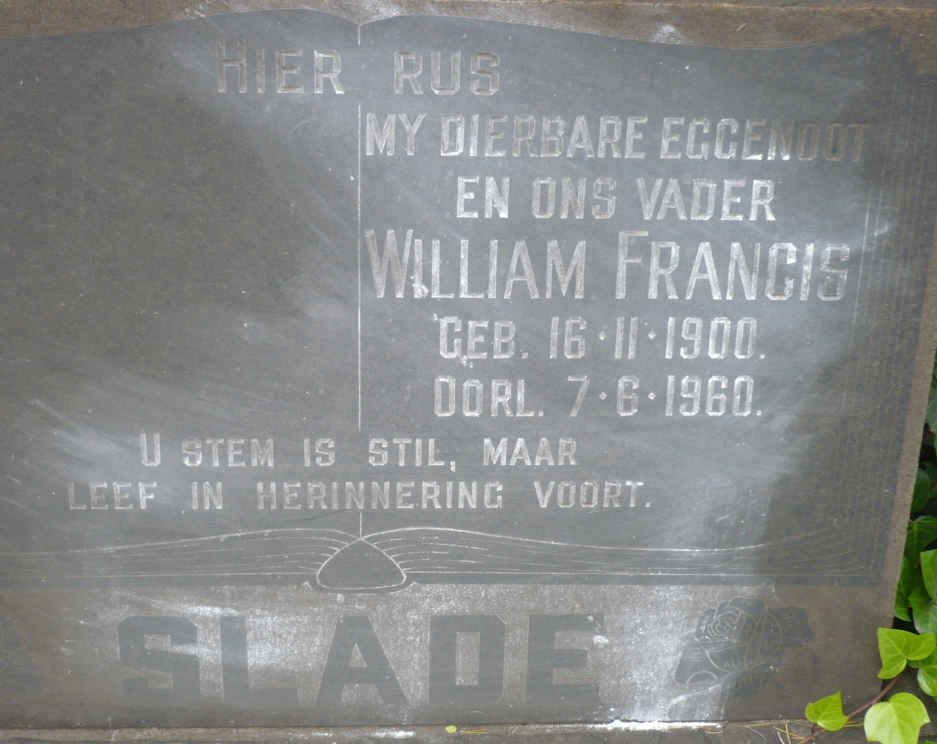 HIER RUS
MY DIERBARE EGGENOOT
EN ONS VADER
WILLIAM FRANCIS
GEB. 16·11·1900.
OORL. 7·6·1960.
U STEM IS STIL, MAAR
LEEF IN HERINNERING VOORT.
SLADE